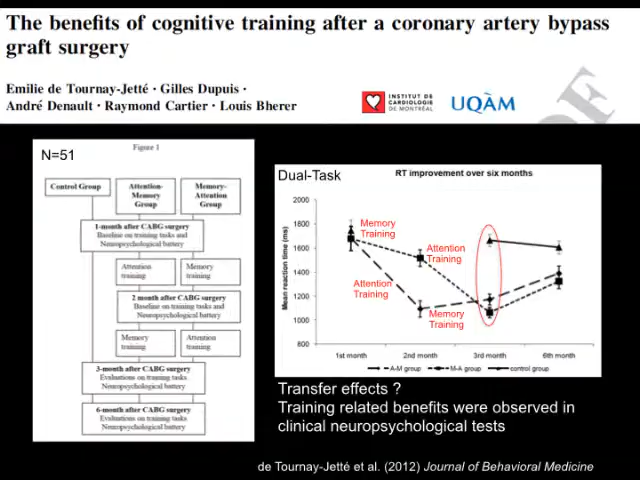 The benefits of cognitive training after a coronary artery bypass
graft surgery
Emilie de Tournay-Jetté · Gilles Dupuis ·
André Denault · Raymond Cartier · Louis Bherer
INSTITUT DE
CARDIOLOGIE
DE MONTRÉAL
UQÀM
N=51
Figure 1
Control Group
Attention-
Memory
Group
Memory-
Attention
Group
1-month after CABG surgery
Baseline on training tasks and
Neuropsychological battery
Attention
training
Memory
training
2 month after CABG surgery
Baseline on training tasks and
Neuropsychological battery
Memory
training
Attention
training
3-month after CABG surgery
Evaluations on training tasks
Neuropsychological battery
6-month after CABG surgery
Evaluations on training tasks
Neuropsychological battery
Dual-Task
RT improvement over six months
Mean reaction time (ms)
2000
1800
1600
1400
1200
1000
800
Memory
Training
Attention
Training
Attention
Training
Memory
Training
1st month
2nd month
3rd month
6th month
A-M group
M-A group
control group
Transfer effects ?
Training related benefits were observed in
clinical neuropsychological tests
de Tournay-Jetté et al. (2012) Journal of Behavioral Medicine